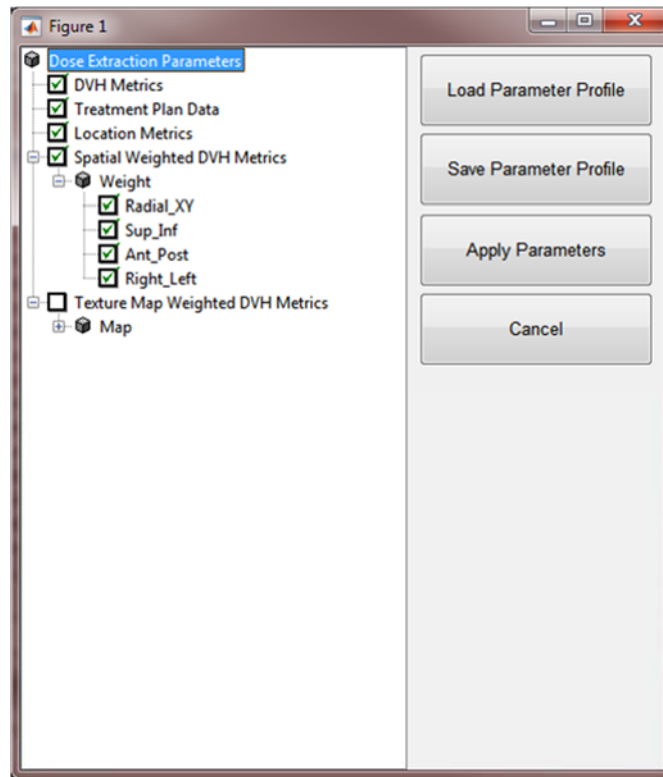 Figure 1
Dose Extraction Parameters
DVH Metrics
Treatment Plan Data
Location Metrics
Spatial Weighted DVH Metrics
Weight
Radial_XY
Sup_Inf
Ant_Post
Right_Left
Texture Map Weighted DVH Metrics
Map
Load Parameter Profile
Save Parameter Profile
Apply Parameters
Cancel